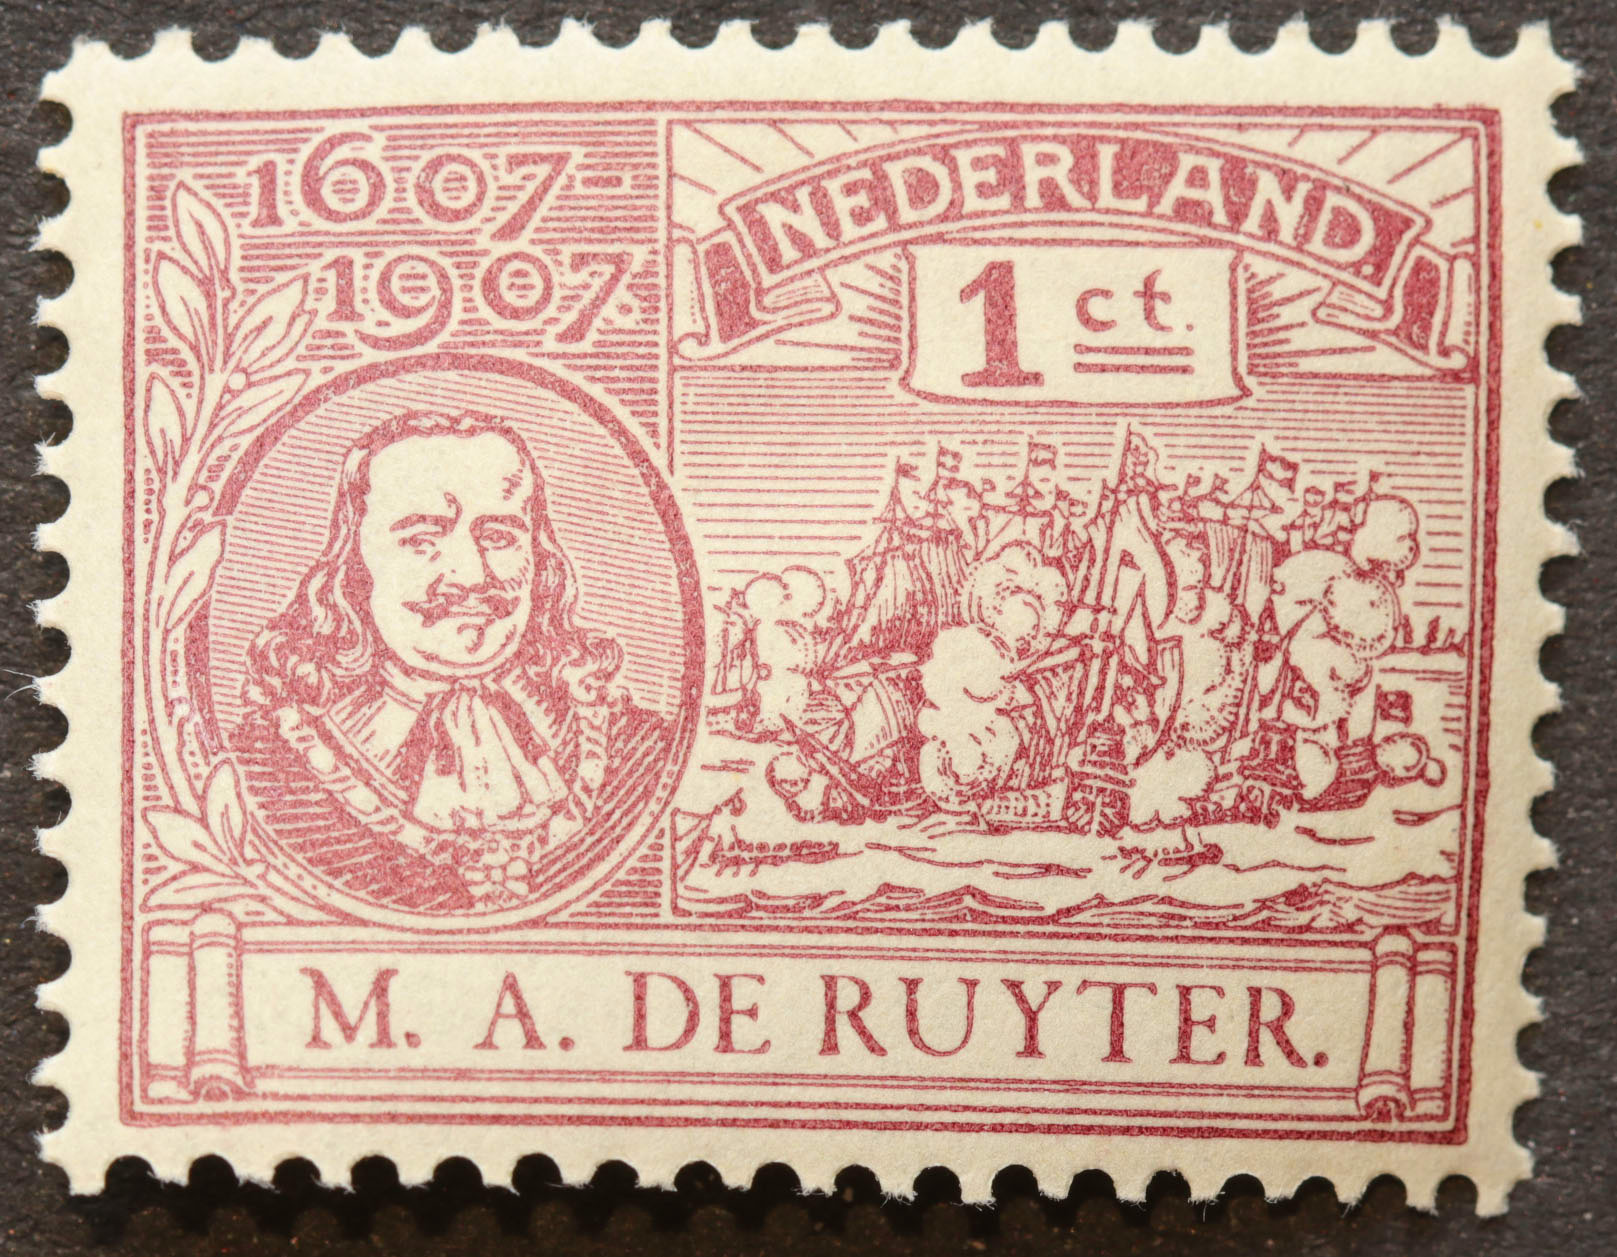 1607-
1907
NEDERLAND.
1 ct.
M. A. DE RUYTER.